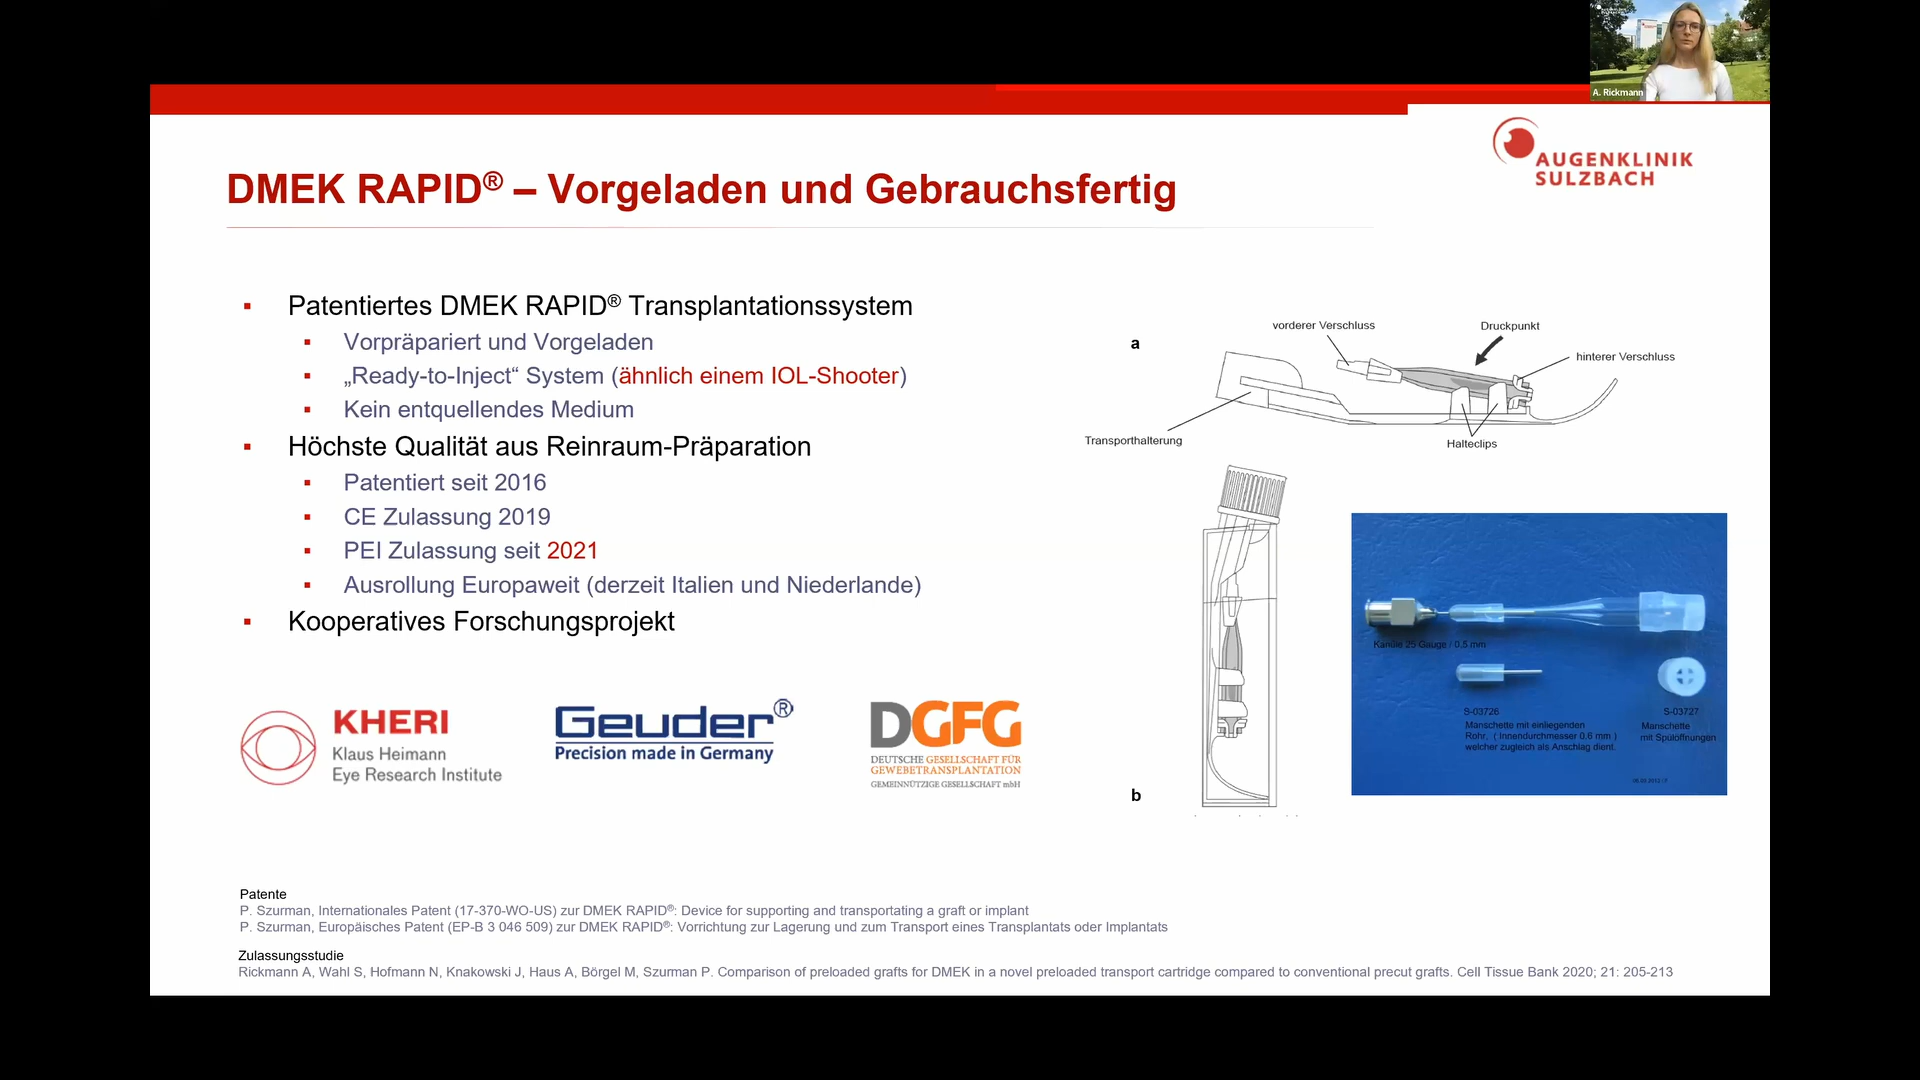 A. Rickmann
AUGENKLINIK
SULZBACH
DMEK RAPID® – Vorgeladen und Gebrauchsfertig
▪ Patentiertes DMEK RAPID® Transplantationssystem
▪ Vorpräpariert und Vorgeladen
▪ „Ready-to-Inject“ System (ähnlich einem IOL-Shooter)
▪ Kein entquellendes Medium
▪ Höchste Qualität aus Reinraum-Präparation
▪ Patentiert seit 2016
▪ CE Zulassung 2019
▪ PEI Zulassung seit 2021
▪ Ausrollung Europaweit (derzeit Italien und Niederlande)
▪ Kooperatives Forschungsprojekt
a
vorderer Verschluss
Druckpunkt
hinterer Verschluss
Transporthalterung
Halteclips
b
Kanüle 25 Gauge / 0.5 mm
S-03726
Manschette mit einliegenden
Rohr, ( Innendurchmesser 0,6 mm )
welcher zugleich als Anschlag dient.
S-03727
Manschette
mit Spülöffnungen
KHERI
Klaus Heimann
Eye Research Institute
Geuder®
Precision made in Germany
DGFG
DEUTSCHE GESELLSCHAFT FÜR
GEWEBETRANSPLANTATION
GEMEINNÜTZIGE GESELLSCHAFT mbH
Patente
P. Szurman, Internationales Patent (17-370-WO-US) zur DMEK RAPID®: Device for supporting and transportating a graft or implant
P. Szurman, Europäisches Patent (EP-B 3 046 509) zur DMEK RAPID®: Vorrichtung zur Lagerung und zum Transport eines Transplantats oder Implantats
Zulassungsstudie
Rickmann A, Wahl S, Hofmann N, Knakowski J, Haus A, Börgel M, Szurman P. Comparison of preloaded grafts for DMEK in a novel preloaded transport cartridge compared to conventional precut grafts. Cell Tissue Bank 2020; 21: 205-213